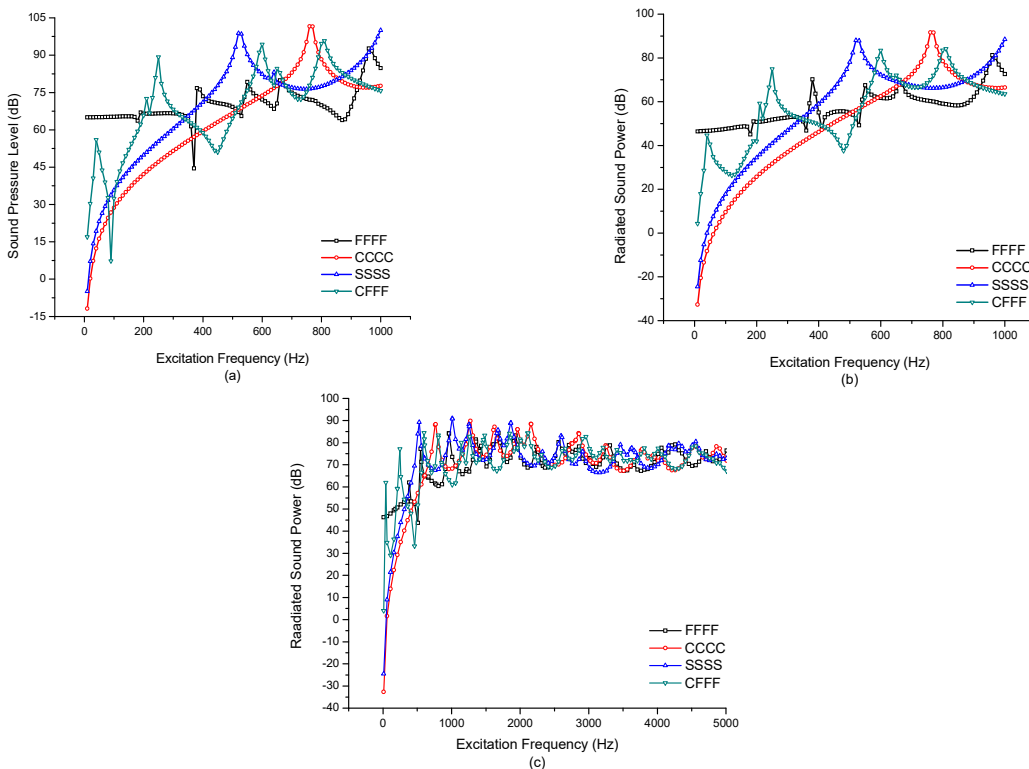 105
90
75
60
45
30
15
0
-15
Sound Pressure Level (dB)
FFFF
CCCC
SSSS
CFFF
0 200 400 600 800 1000
Excitation Frequency (Hz)
(a)
100
80
60
40
20
0
-20
-40
Radiated Sound Power (dB)
FFFF
CCCC
SSSS
CFFF
0 200 400 600 800 1000
Excitation Frequency (Hz)
(b)
100
90
80
70
60
50
40
30
20
10
0
-10
-20
-30
-40
Raadiated Sound Power (dB)
FFFF
CCCC
SSSS
CFFF
0 1000 2000 3000 4000 5000
Excitation Frequency (Hz)
(c)